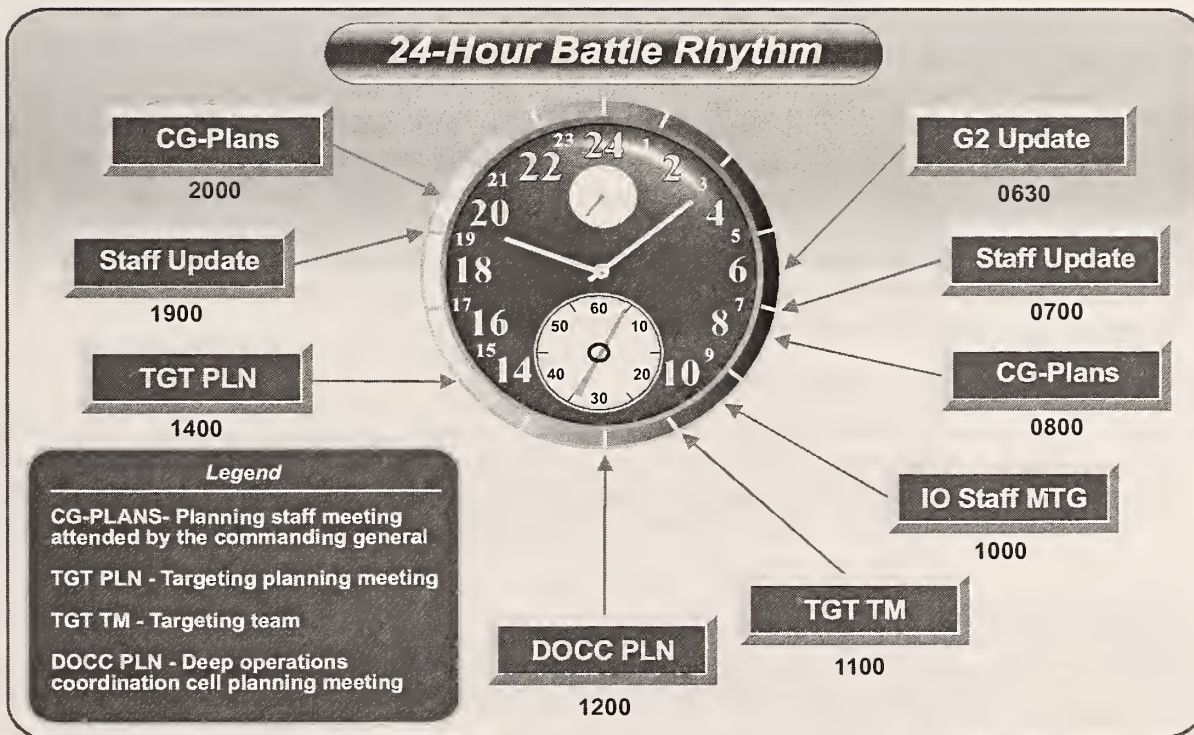 24-Hour Battle Rhythm
CG-Plans
2000
Staff Update
1900
TGT PLN
1400
G2 Update
0630
Staff Update
0700
CG-Plans
0800
IO Staff MTG
1000
TGT TM
1100
DOCC PLN
1200
24
1
2
3
4
5
6
7
8
9
10
14
15
16
17
18
19
20
21
22
23
60
10
20
30
40
50
Legend
CG-PLANS- Planning staff meeting
attended by the commanding general
TGT PLN - Targeting planning meeting
TGT TM - Targeting team
DOCC PLN - Deep operations
coordination cell planning meeting